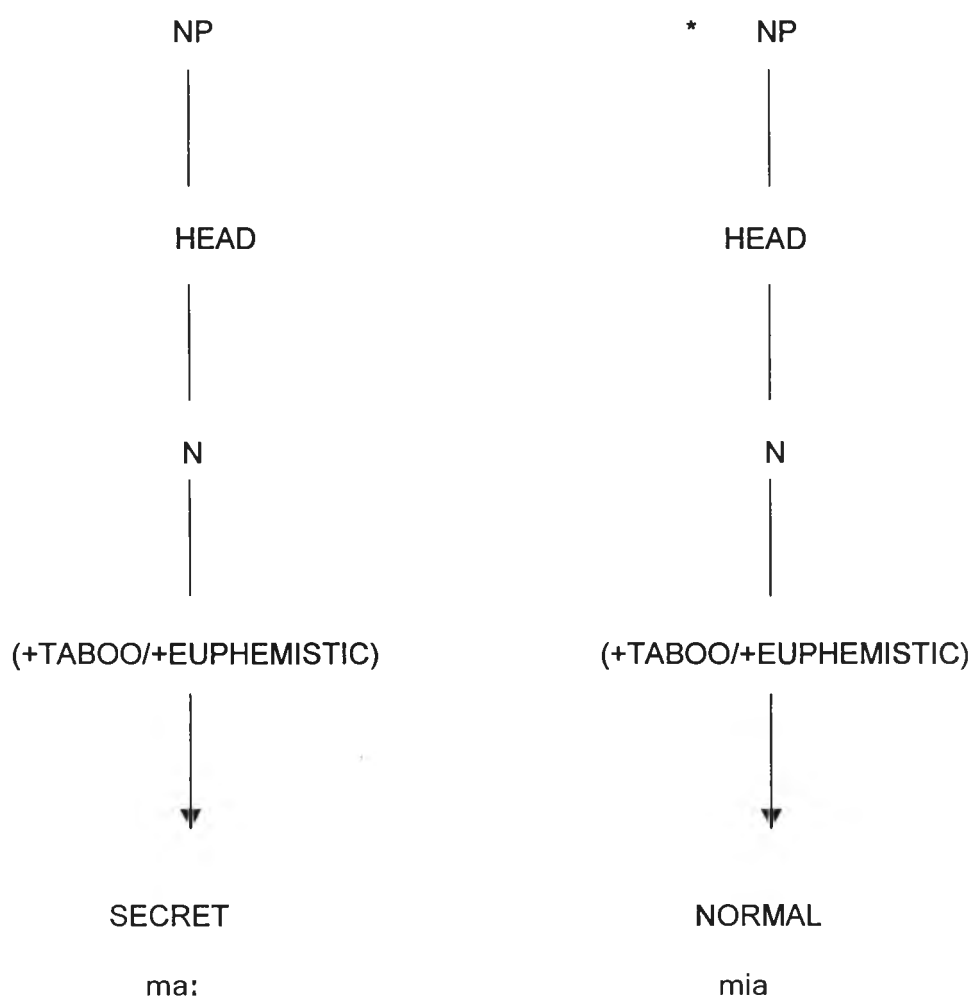 NP * NP
HEAD HEAD
N N
(+TABOO/+EUPHEMISTIC) (+TABOO/+EUPHEMISTIC)
SECRET NORMAL
ma: mia